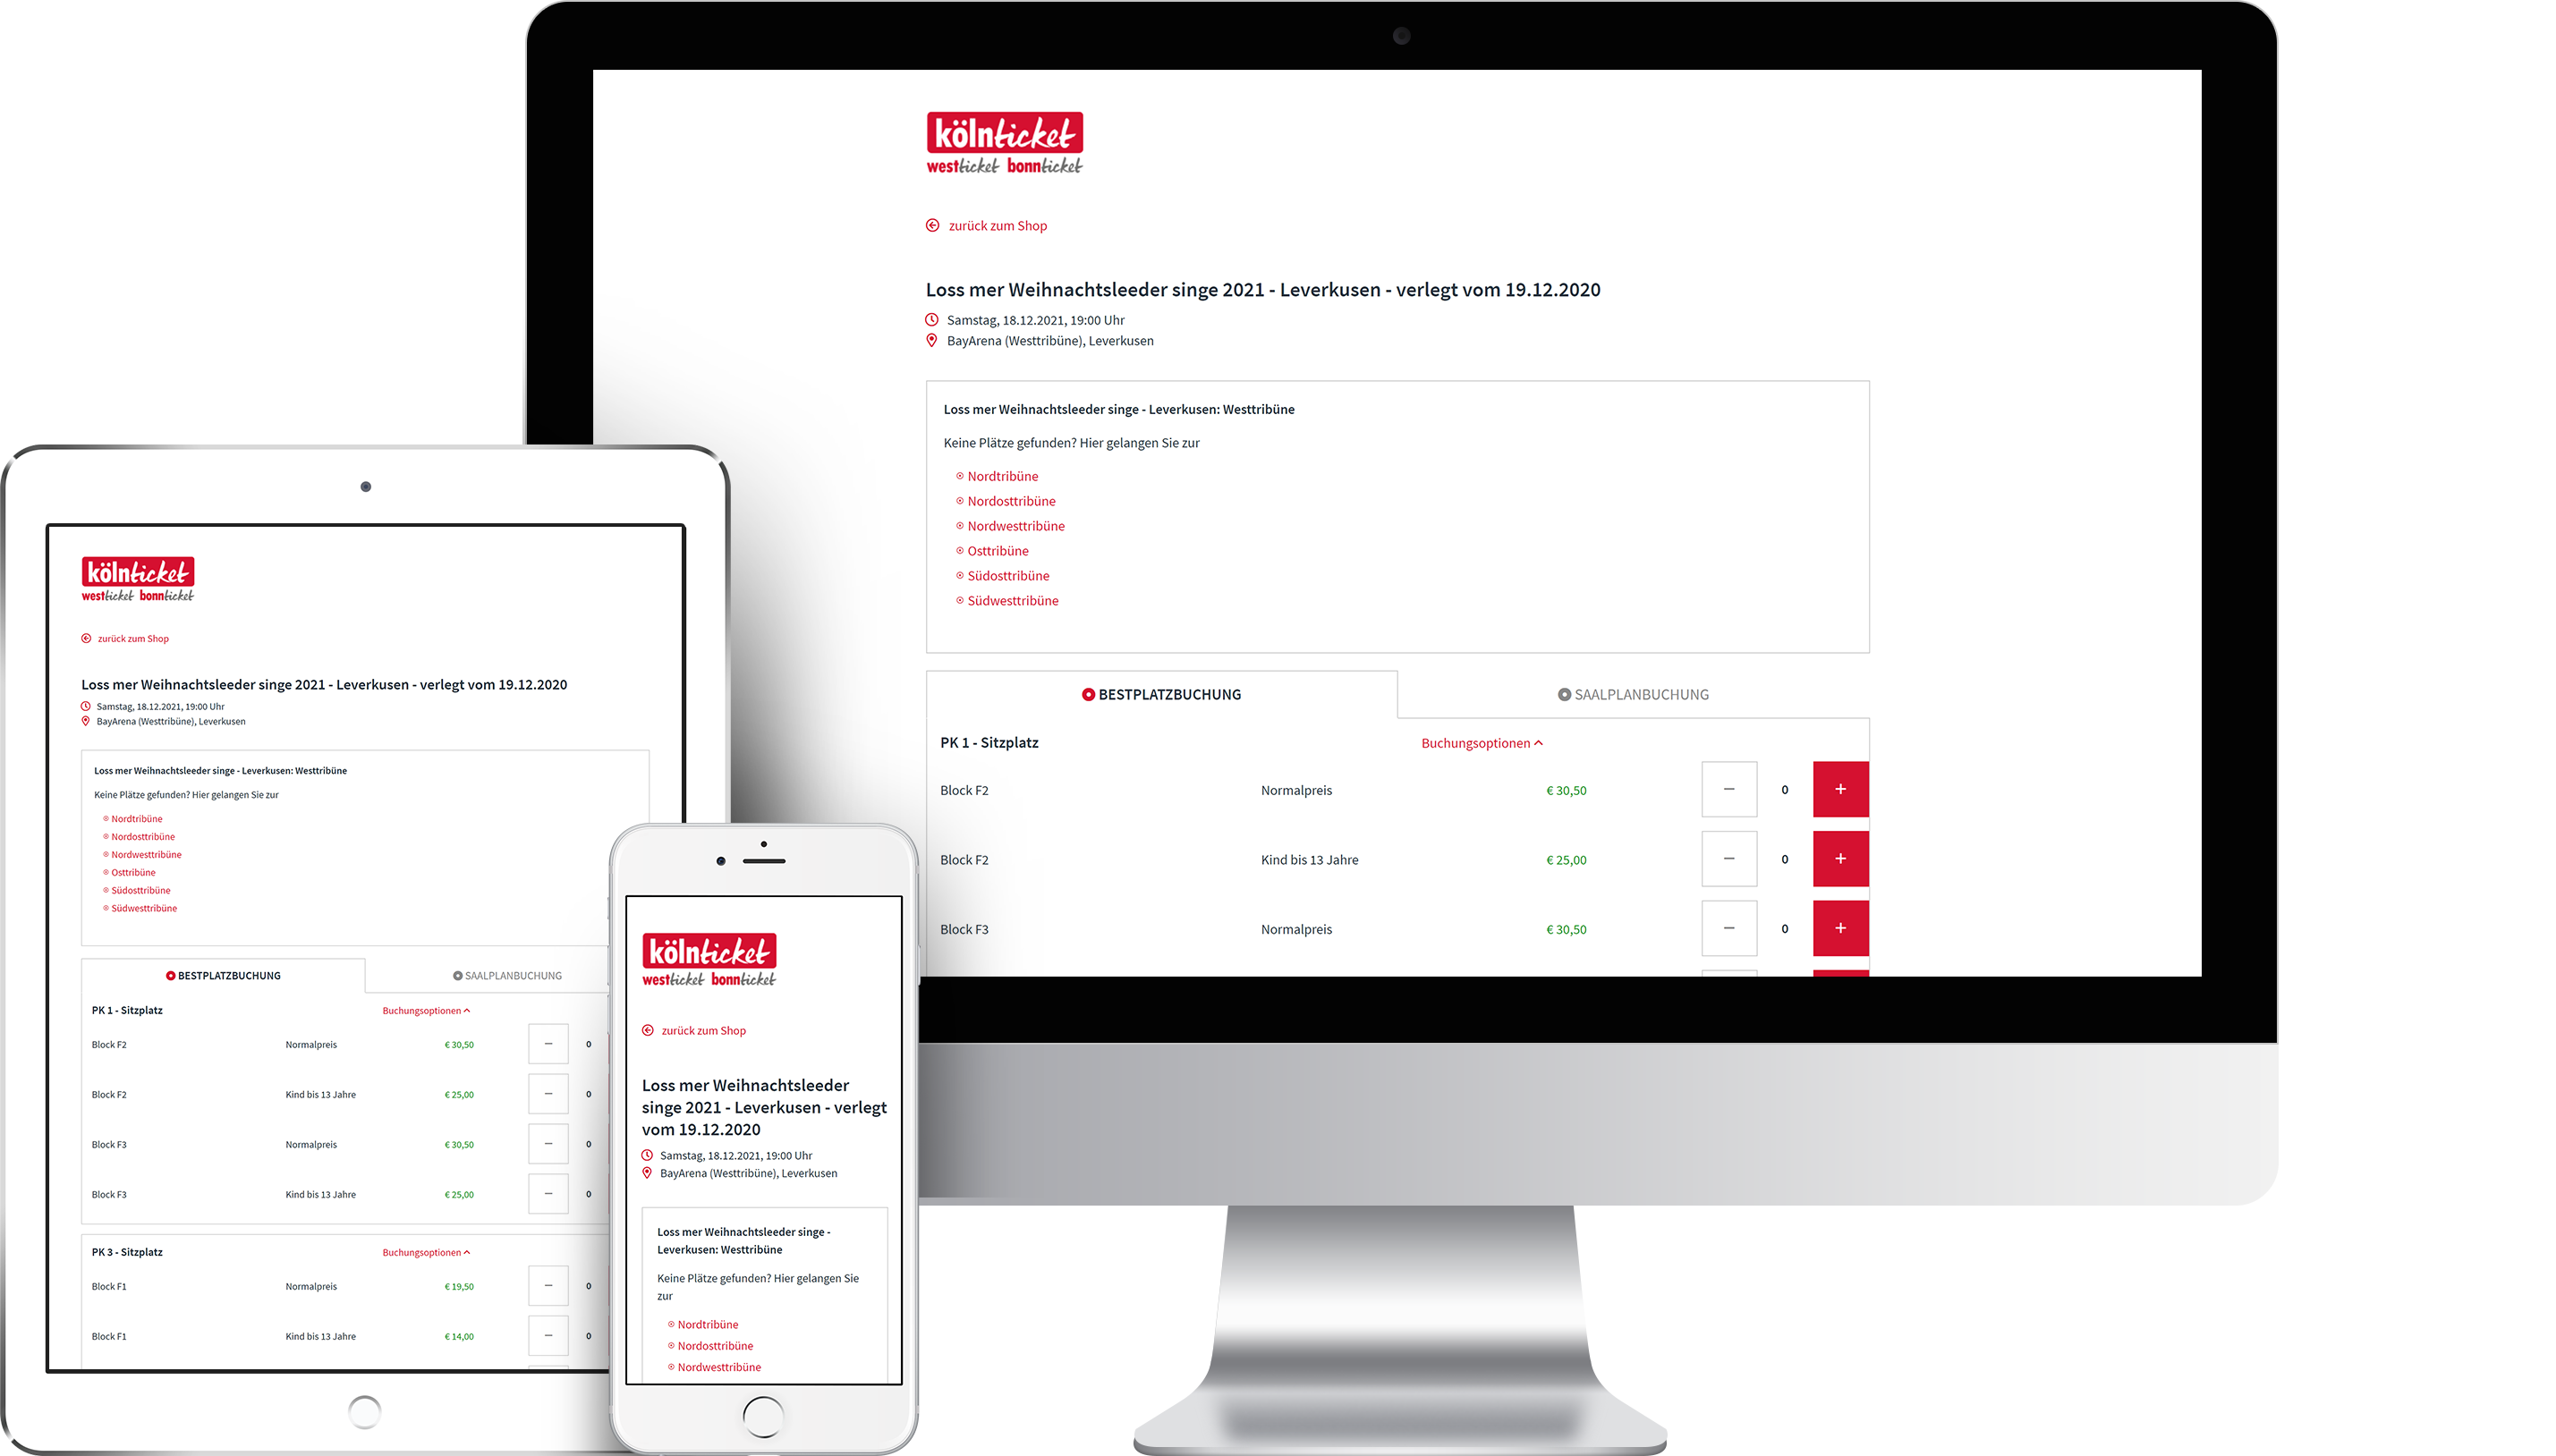 kölnticket
westticket bonnticket
zurück zum Shop
Loss mer Weihnachtsleeder singe 2021 - Leverkusen - verlegt vom 19.12.2020
Samstag, 18.12.2021, 19:00 Uhr
BayArena (Westtribüne), Leverkusen
Loss mer Weihnachtsleeder singe - Leverkusen: Westtribüne
Keine Plätze gefunden? Hier gelangen Sie zur
Nordtribüne
Nordosttribüne
Nordwesttribüne
Osttribüne
Südosttribüne
Südwesttribüne
BESTPLATZBUCHUNG SAALPLANBUCHUNG
PK 1 - Sitzplatz Buchungsoptionen
Block F2 Normalpreis € 30,50 − 0 +
Block F2 Kind bis 13 Jahre € 25,00 − 0 +
Block F3 Normalpreis € 30,50 − 0 +
kölnticket
westticket bonnticket
zurück zum Shop
Loss mer Weihnachtsleeder singe 2021 - Leverkusen - verlegt vom 19.12.2020
Samstag, 18.12.2021, 19:00 Uhr
BayArena (Westtribüne), Leverkusen
Loss mer Weihnachtsleeder singe - Leverkusen: Westtribüne
Keine Plätze gefunden? Hier gelangen Sie zur
Nordtribüne
Nordosttribüne
Nordwesttribüne
Osttribüne
Südosttribüne
Südwesttribüne
BESTPLATZBUCHUNG SAALPLANBUCHUNG
PK 1 - Sitzplatz Buchungsoptionen
Block F2 Normalpreis € 30,50 − 0
Block F2 Kind bis 13 Jahre € 25,00 − 0
Block F3 Normalpreis € 30,50 − 0
Block F3 Kind bis 13 Jahre € 25,00 − 0
PK 3 - Sitzplatz Buchungsoptionen
Block F1 Normalpreis € 19,50 − 0
Block F1 Kind bis 13 Jahre € 14,00 − 0
kölnticket
westticket bonnticket
zurück zum Shop
Loss mer Weihnachtsleeder
singe 2021 - Leverkusen - verlegt
vom 19.12.2020
Samstag, 18.12.2021, 19:00 Uhr
BayArena (Westtribüne), Leverkusen
Loss mer Weihnachtsleeder singe -
Leverkusen: Westtribüne
Keine Plätze gefunden? Hier gelangen Sie
zur
Nordtribüne
Nordosttribüne
Nordwesttribüne